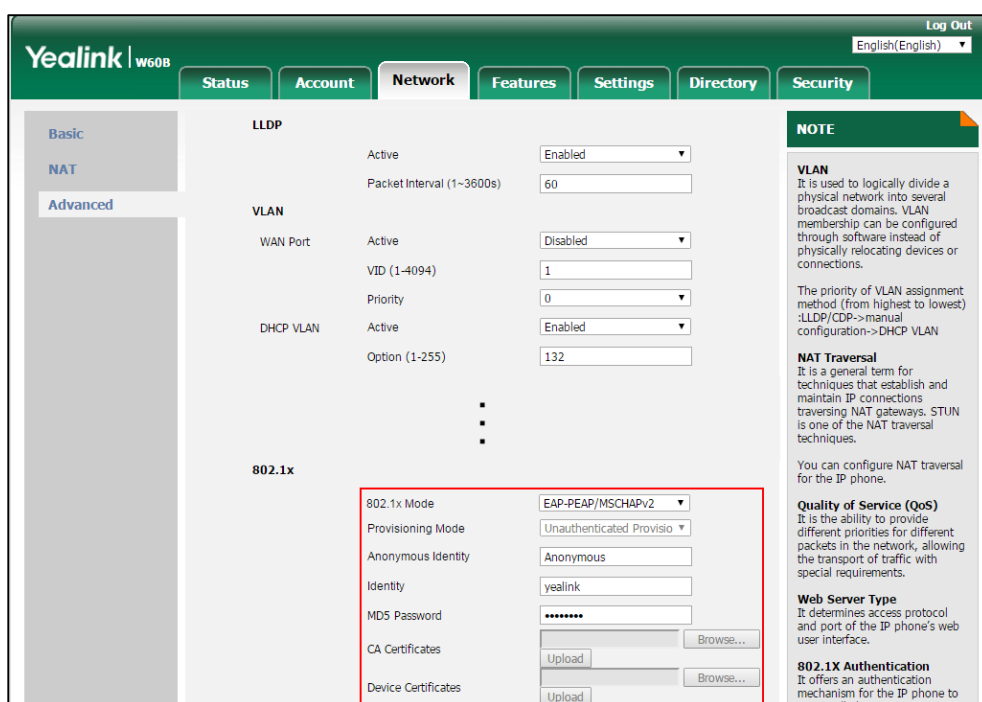 Log Out
English(English)
Yealink | W60B
Status Account Network Features Settings Directory Security
Basic
NAT
Advanced
LLDP
Active Enabled
Packet Interval (1~3600s) 60
VLAN
WAN Port Active Disabled
VID (1-4094) 1
Priority 0
DHCP VLAN Active Enabled
Option (1-255) 132
802.1x
802.1x Mode EAP-PEAP/MSCHAPv2
Provisioning Mode Unauthenticated Provisio
Anonymous Identity Anonymous
Identity yealink
MD5 Password ••••••••
CA Certificates Browse...
Upload
Device Certificates Browse...
Upload
NOTE
VLAN
It is used to logically divide a
physical network into several
broadcast domains. VLAN
membership can be configured
through software instead of
physically relocating devices or
connections.
The priority of VLAN assignment
method (from highest to lowest)
:LLDP/CDP->manual
configuration->DHCP VLAN
NAT Traversal
It is a general term for
techniques that establish and
maintain IP connections
traversing NAT gateways. STUN
is one of the NAT traversal
techniques.
You can configure NAT traversal
for the IP phone.
Quality of Service (QoS)
It is the ability to provide
different priorities for different
packets in the network, allowing
the transport of traffic with
special requirements.
Web Server Type
It determines access protocol
and port of the IP phone's web
user interface.
802.1X Authentication
It offers an authentication
mechanism for the IP phone to